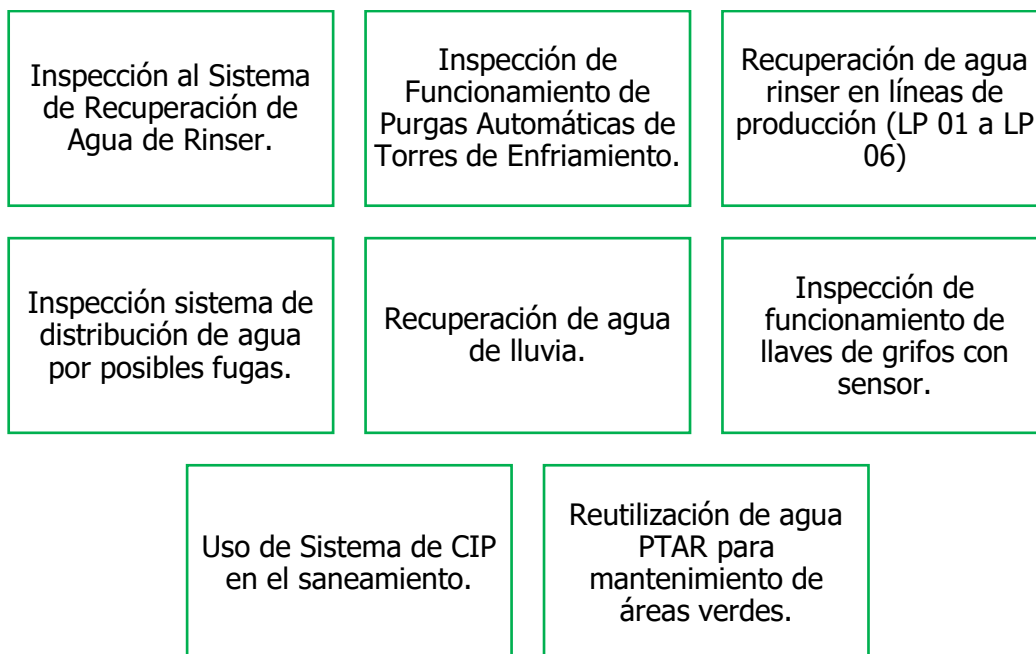 Inspección al Sistema
de Recuperación de
Agua de Rinser.
Inspección de
Funcionamiento de
Purgas Automáticas de
Torres de Enfriamiento.
Recuperación de agua
rinser en líneas de
producción (LP 01 a LP
06)
Inspección sistema de
distribución de agua
por posibles fugas.
Recuperación de agua
de lluvia.
Inspección de
funcionamiento de
llaves de grifos con
sensor.
Uso de Sistema de CIP
en el saneamiento.
Reutilización de agua
PTAR para
mantenimiento de
áreas verdes.